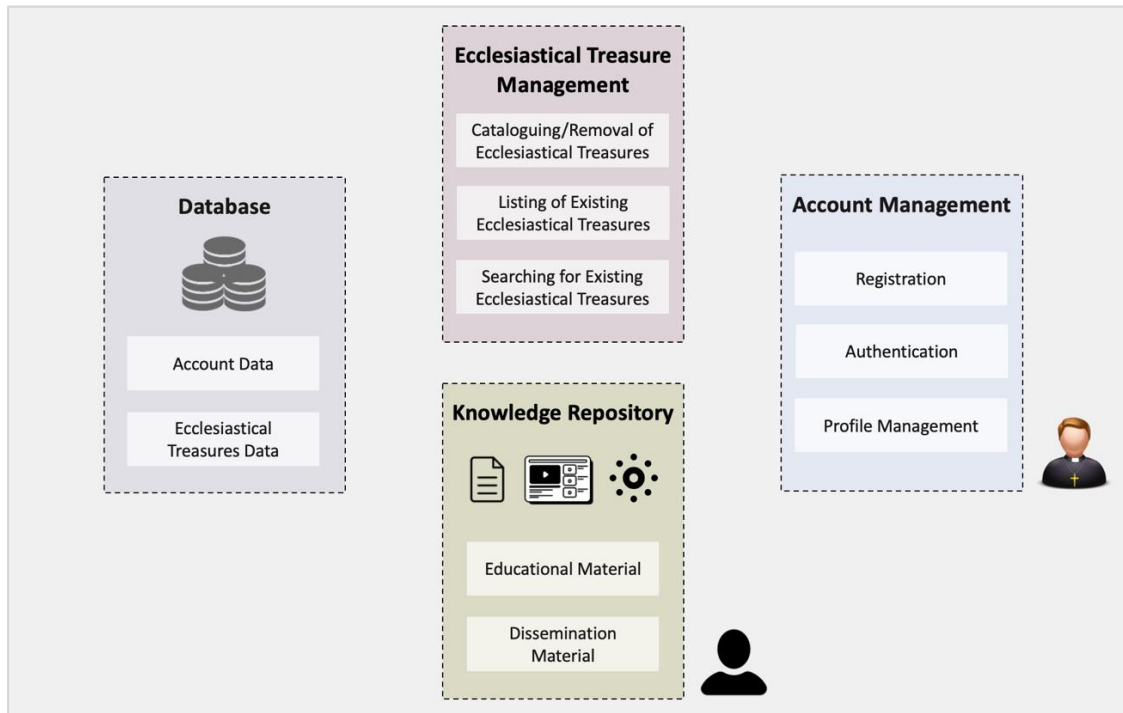 Ecclesiastical Treasure
Management
Cataloguing/Removal of
Ecclesiastical Treasures
Listing of Existing
Ecclesiastical Treasures
Searching for Existing
Ecclesiastical Treasures
Database
Account Data
Ecclesiastical
Treasures Data
Account Management
Registration
Authentication
Profile Management
Knowledge Repository
Educational Material
Dissemination
Material